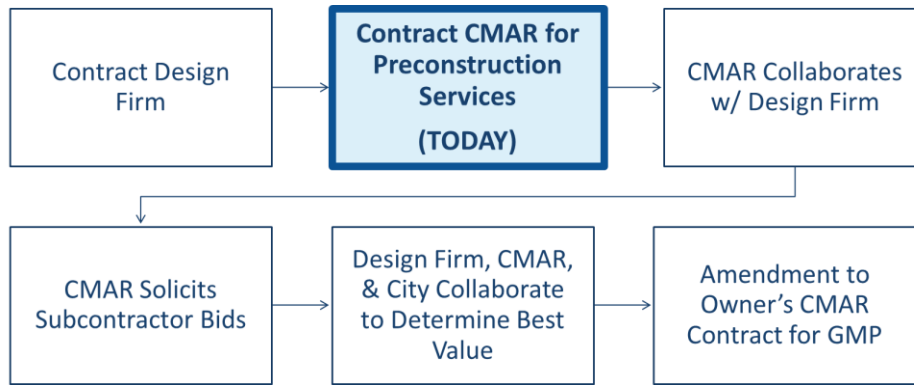 Contract Design
Firm
Contract CMAR for
Preconstruction
Services
(TODAY)
CMAR Collaborates
w/ Design Firm
CMAR Solicits
Subcontractor Bids
Design Firm, CMAR,
& City Collaborate
to Determine Best
Value
Amendment to
Owner's CMAR
Contract for GMP